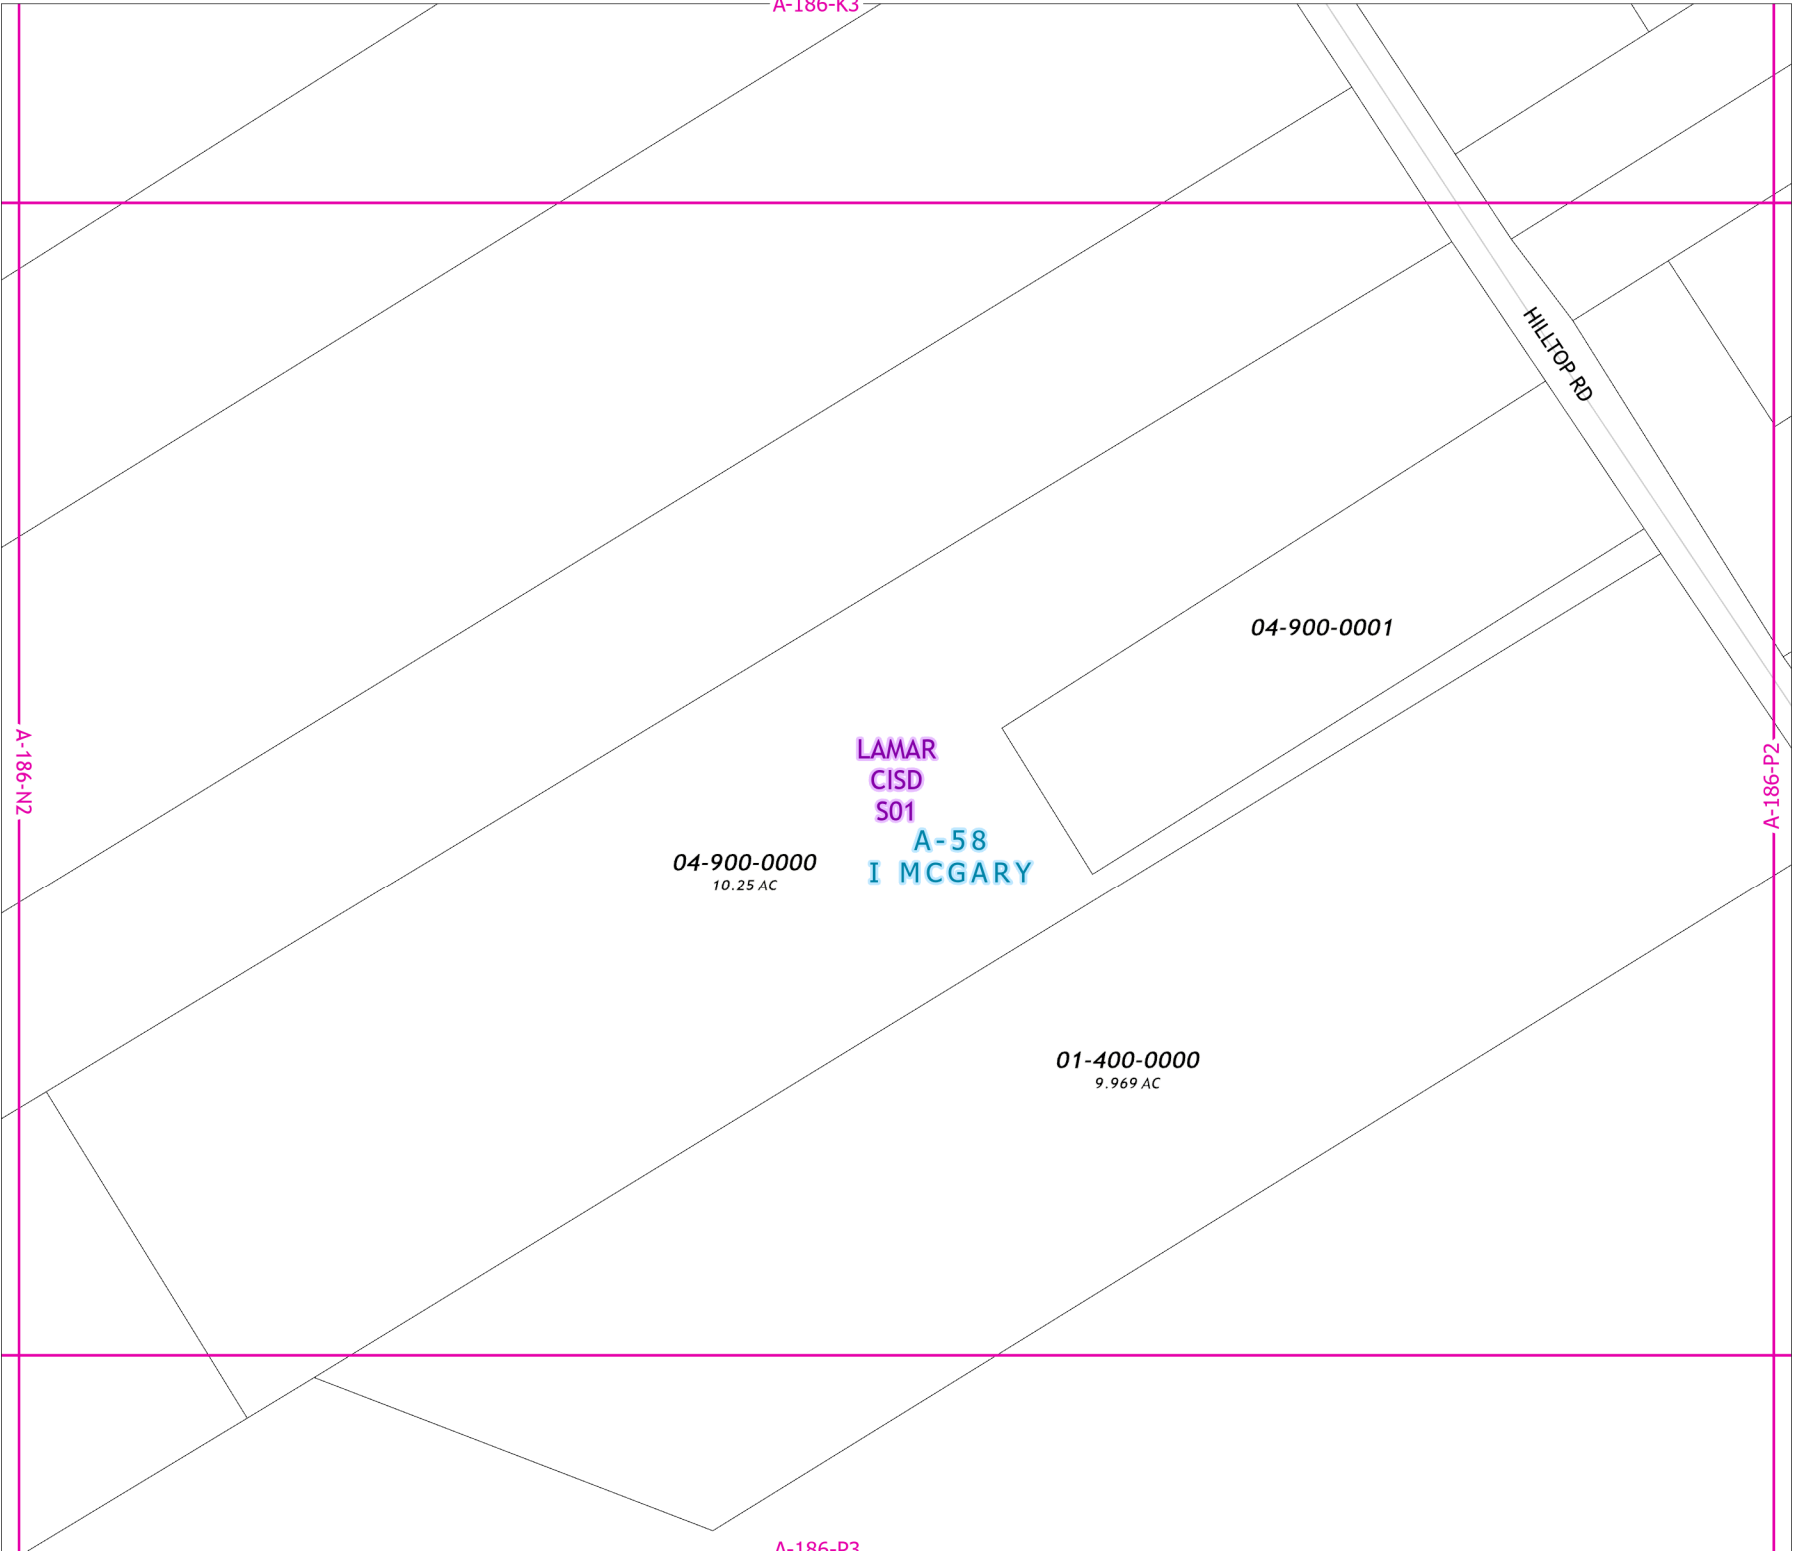 A-186-K3
HILLTOP RD
04-900-0001
LAMAR
CISD
S01
A-58
I MCGARY
04-900-0000
10.25 AC
A-186-N2
A-186-P2
01-400-0000
9.969 AC
A-186-P3